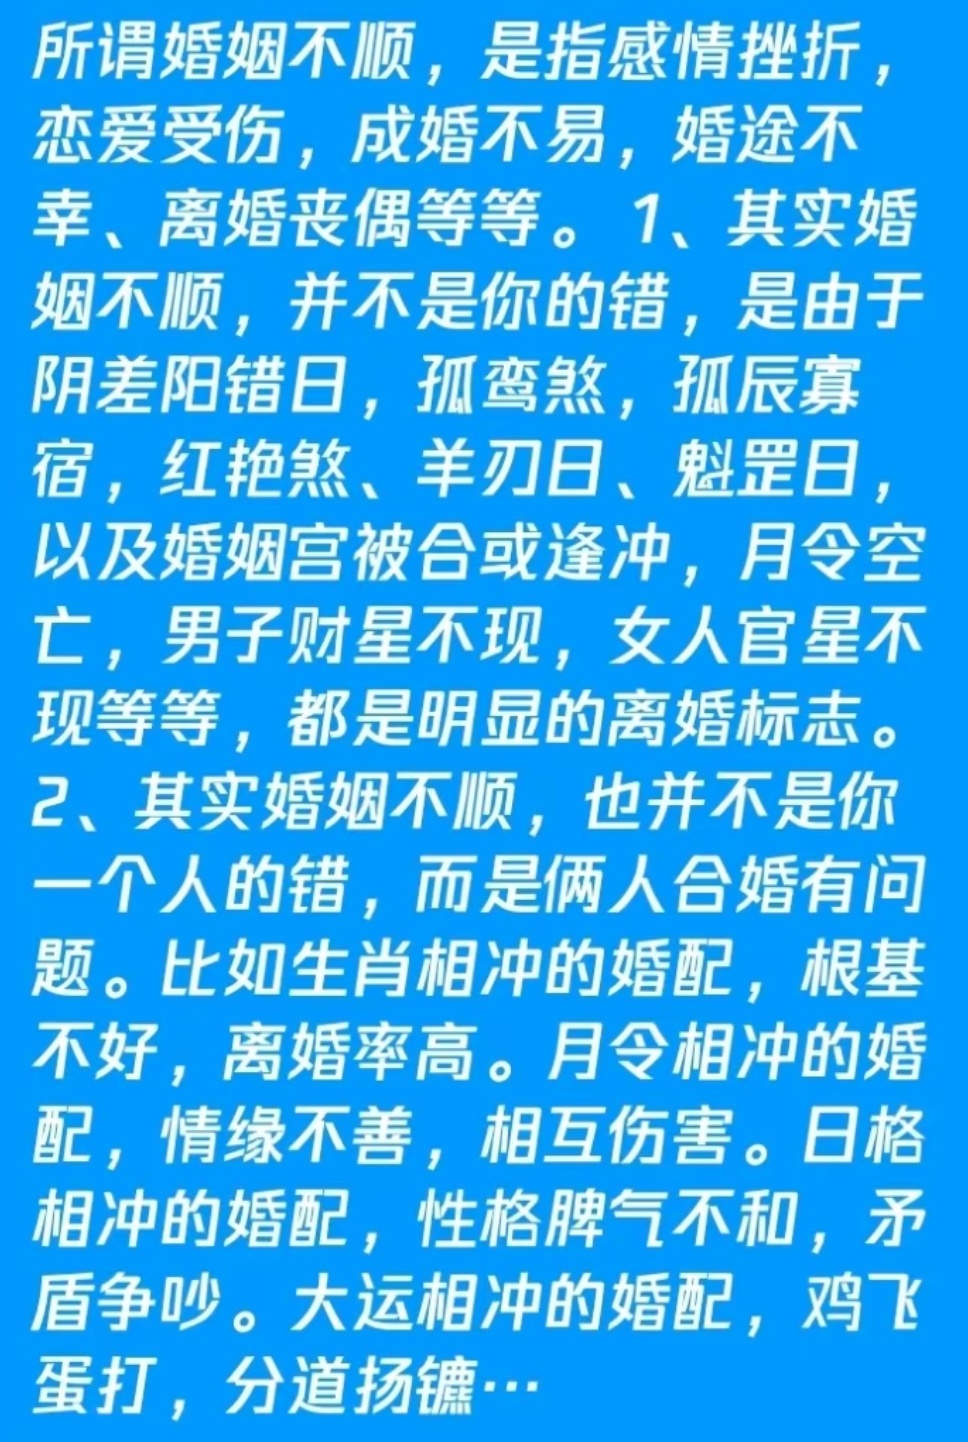 所谓婚姻不顺，是指感情挫折，
恋爱受伤，成婚不易，婚途不
幸、离婚丧偶等等。1、其实婚
姻不顺，并不是你的错，是由于
阴差阳错日，孤鸾煞，孤辰寡
宿，红艳煞、羊刃日、魁罡日，
以及婚姻宫被合或逢冲，月令空
亡，男子财星不现，女人官星不
现等等，都是明显的离婚标志。
2、其实婚姻不顺，也并不是你
一个人的错，而是俩人合婚有问
题。比如生肖相冲的婚配，根基
不好，离婚率高。月令相冲的婚
配，情缘不善，相互伤害。日格
相冲的婚配，性格脾气不和，矛
盾争吵。大运相冲的婚配，鸡飞
蛋打，分道扬镳…